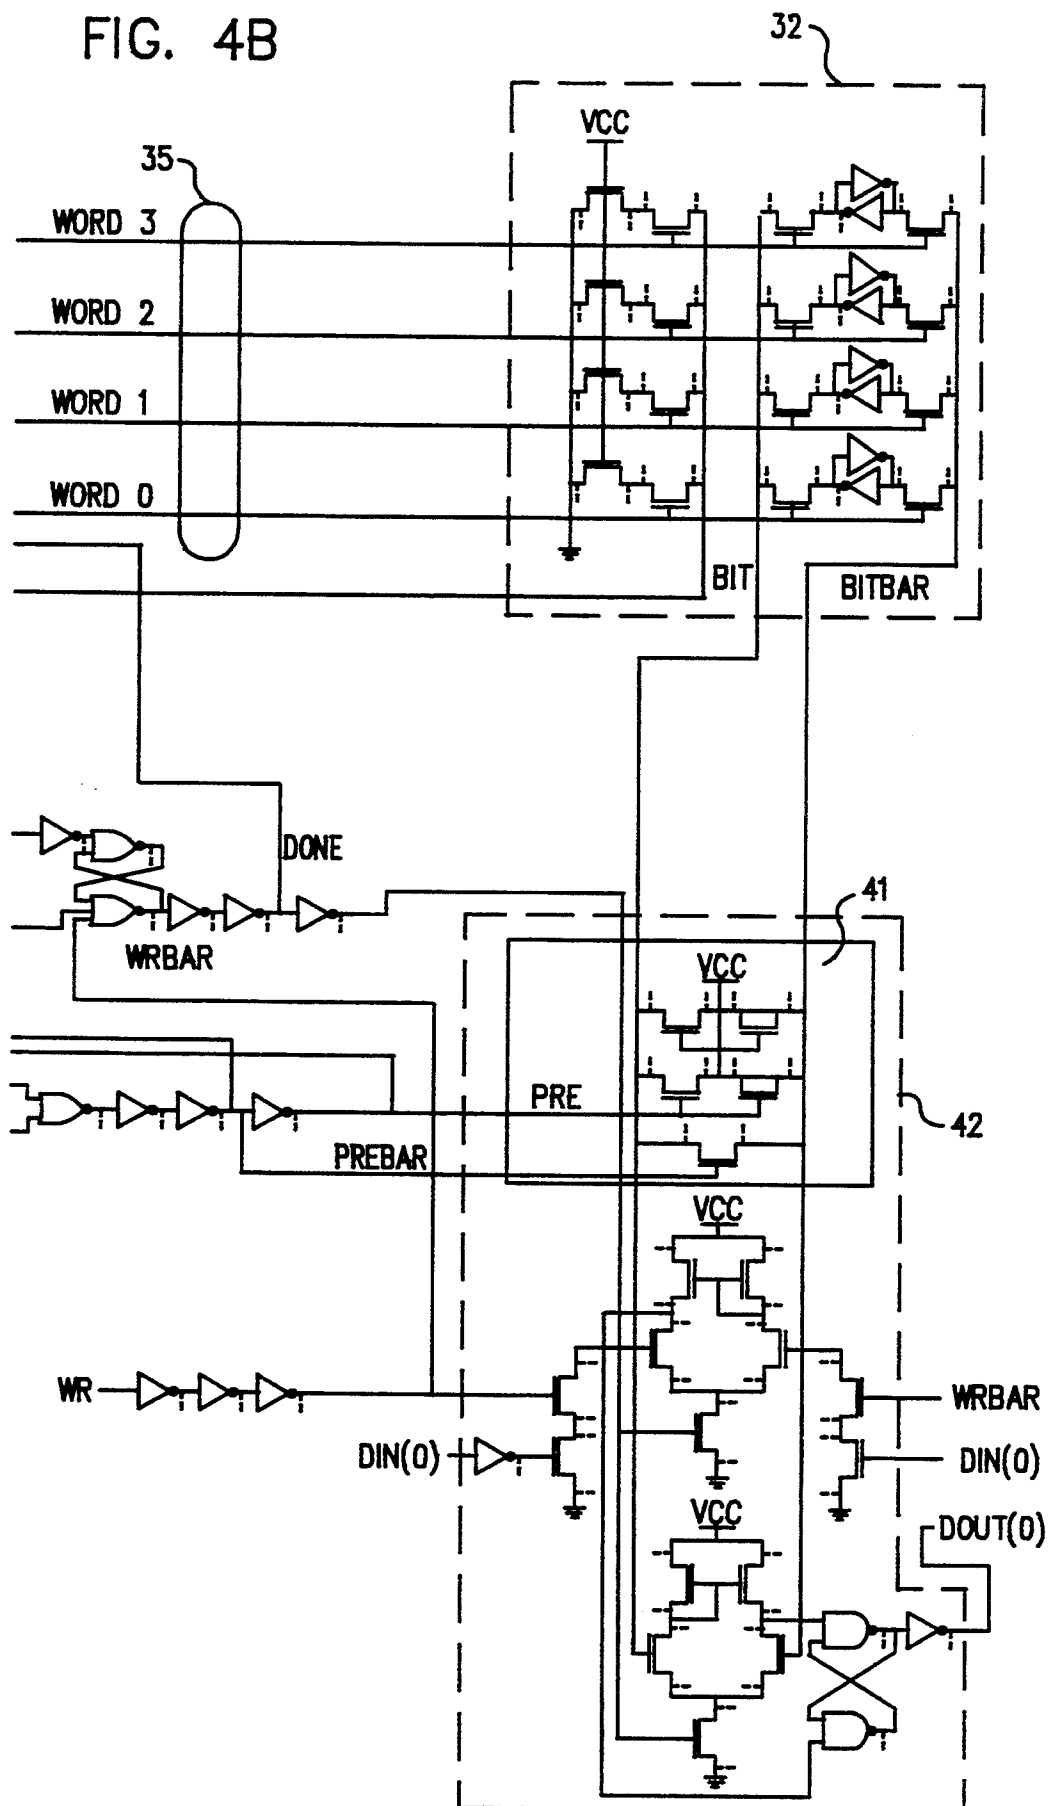 FIG. 4B
32
VCC
35
WORD 3
WORD 2
WORD 1
WORD 0
BIT
BITBAR
DONE
41
WRBAR
VCC
PRE
42
PREBAR
VCC
WR
WRBAR
DIN(0)
DIN(0)
VCC
DOUT(0)